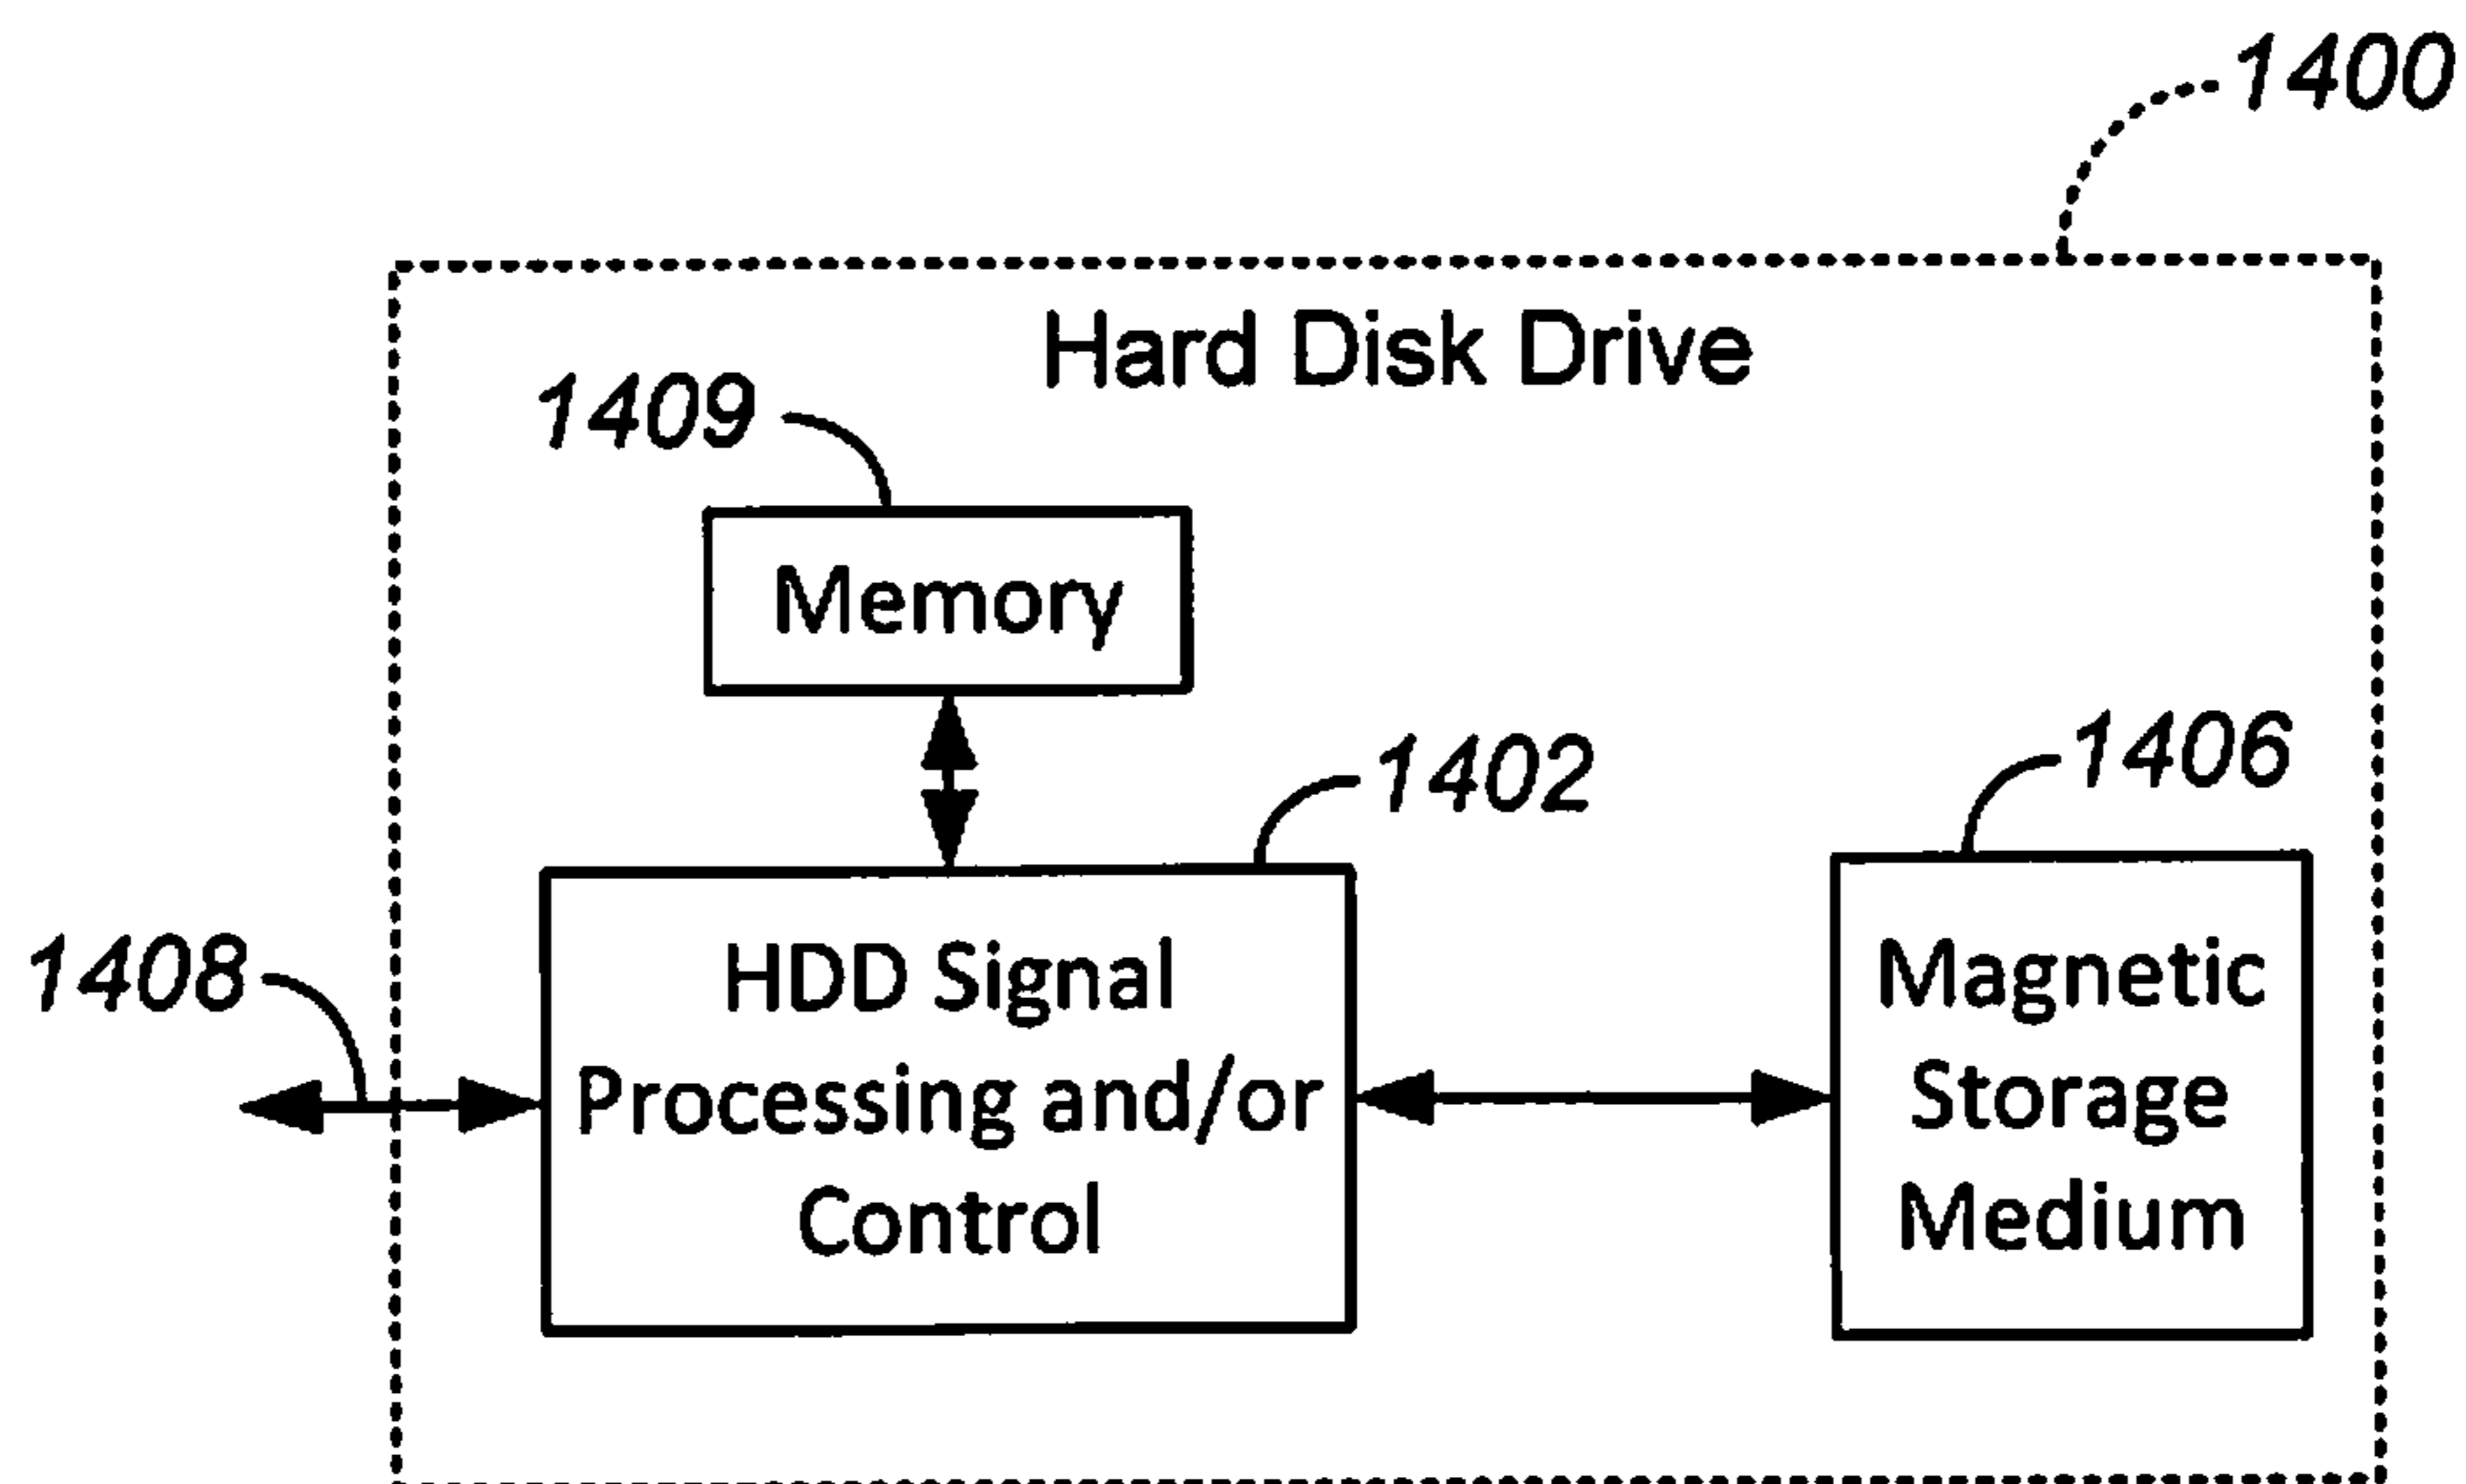 1400
Hard Disk Drive
1409
Memory
1402
1406
1408
HDD Signal
Processing and/or
Control
Magnetic
Storage
Medium